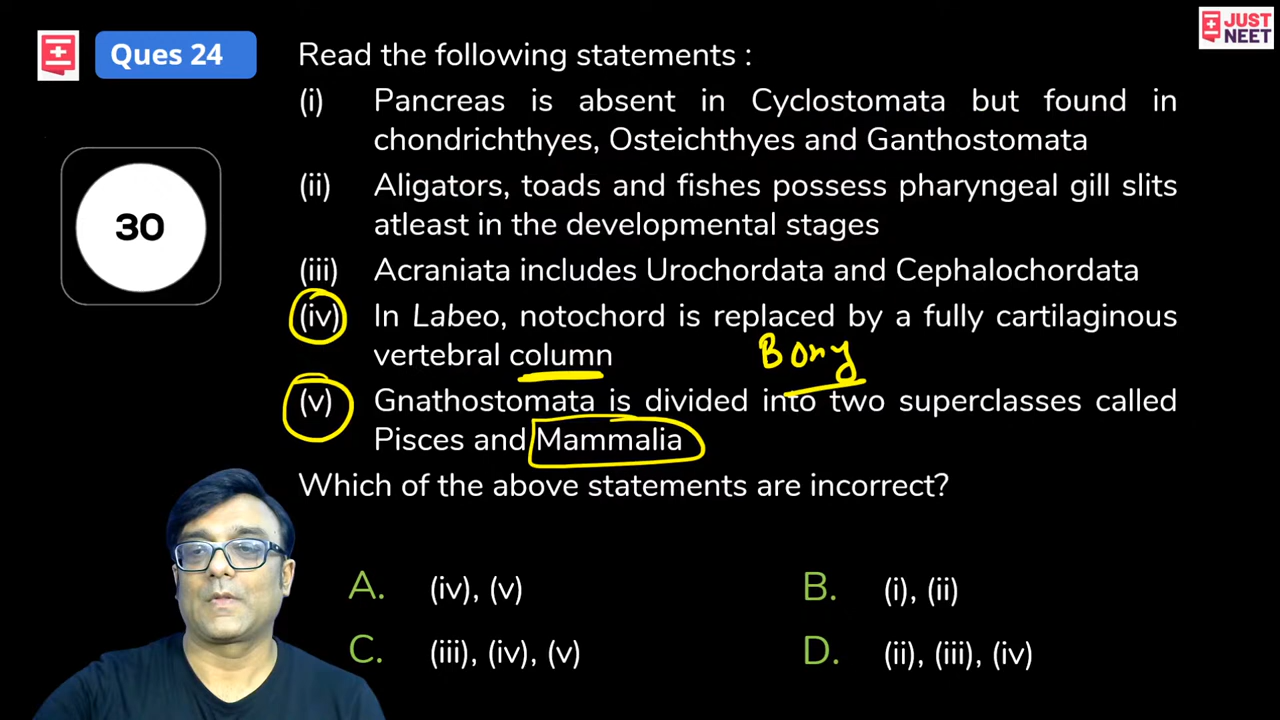 Ques 24
JUST
NEET
Read the following statements :
(i) Pancreas is absent in Cyclostomata but found in
chondrichthyes, Osteichthyes and Ganthostomata
(ii) Aligators, toads and fishes possess pharyngeal gill slits
atleast in the developmental stages
30
(iii) Acraniata includes Urochordata and Cephalochordata
(iv) In Labeo, notochord is replaced by a fully cartilaginous
vertebral column
Bony
(v) Gnathostomata is divided into two superclasses called
Pisces and Mammalia
Which of the above statements are incorrect?
A. (iv), (v)
B. (i), (ii)
C. (iii), (iv), (v)
D. (ii), (iii), (iv)